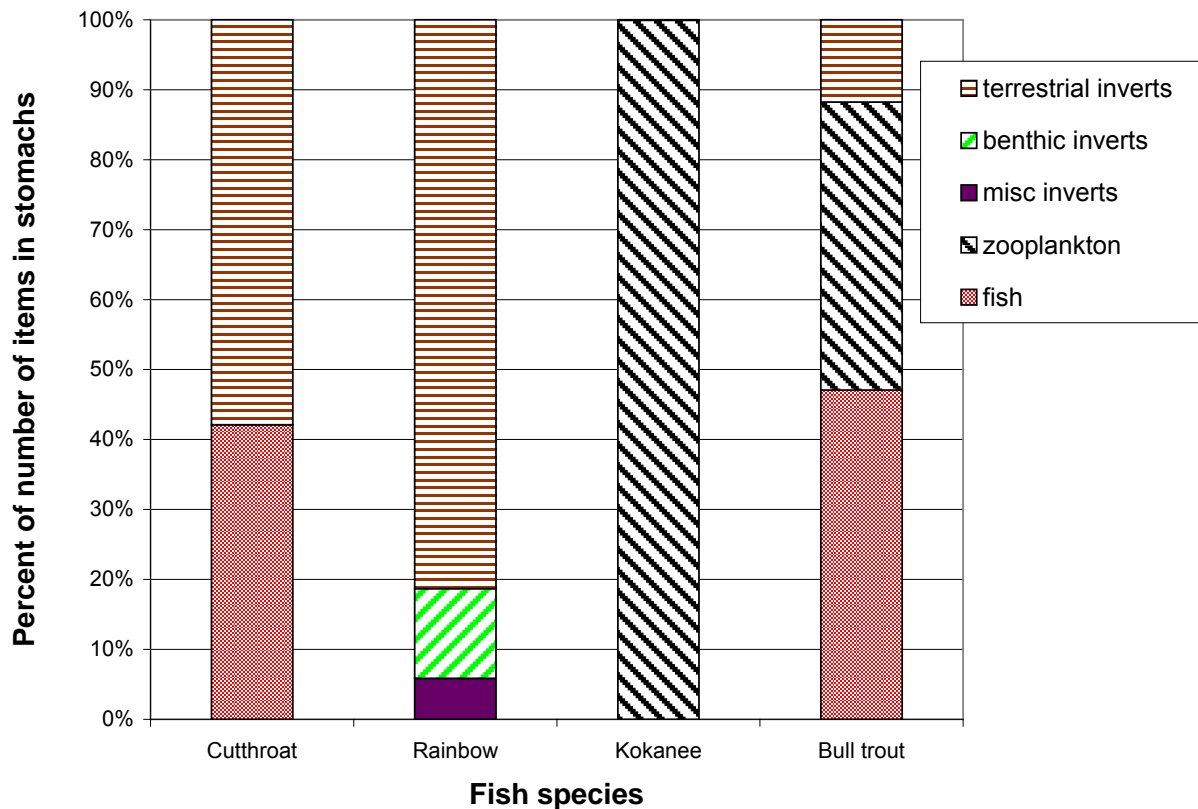 Percent of number of items in stomachs
100%
90%
80%
70%
60%
50%
40%
30%
20%
10%
0%
Cutthroat
Rainbow
Kokanee
Bull trout
Fish species
terrestrial inverts
benthic inverts
misc inverts
zooplankton
fish